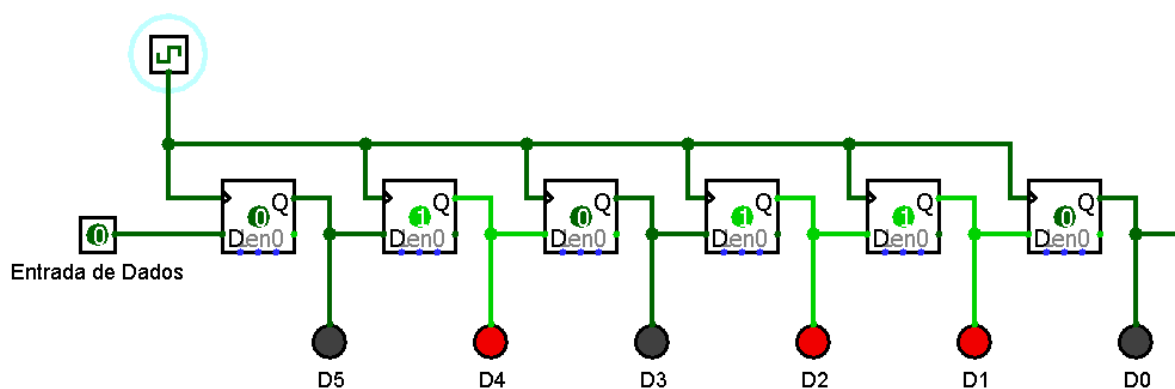 Q Q Q Q Q Q
0 1 0 1 1 0
0 D en0 D en0 D en0 D en0 D en0 D en0
Entrada de Dados
D5 D4 D3 D2 D1 D0